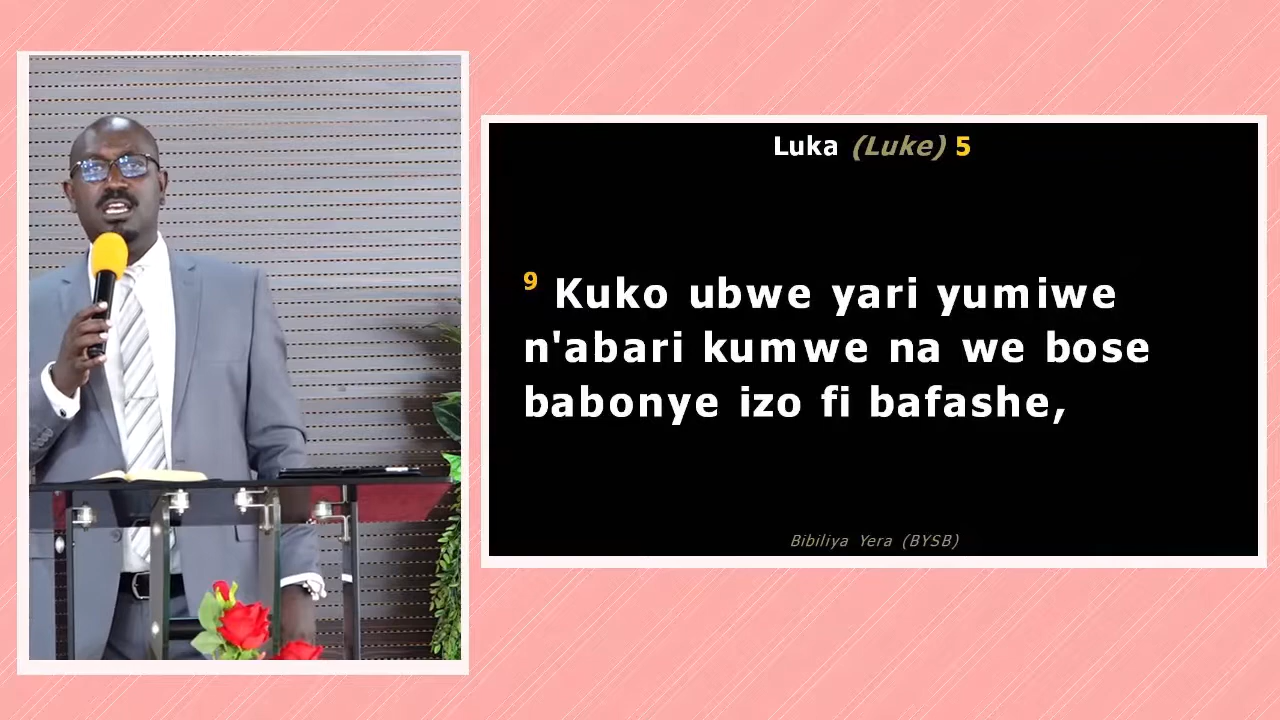 Luka (Luke) 5
9 Kuko ubwe yari yumiwe
n'abari kumwe na we bose
babonye izo fi bafashe,
Bibiliya Yera (BYSB)